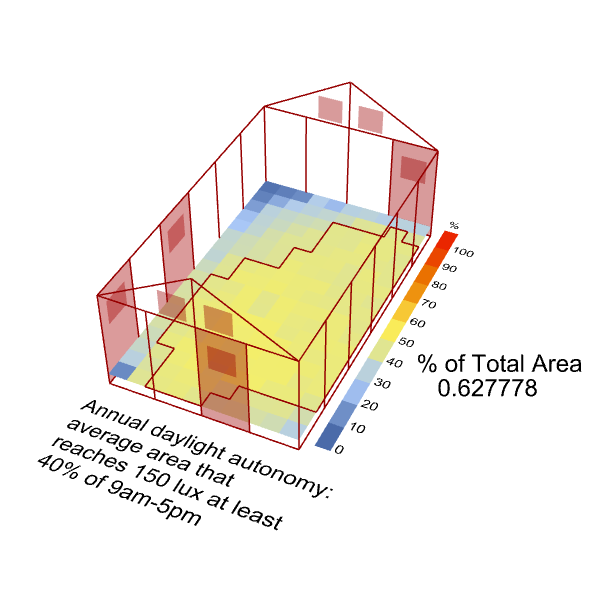 %
100
90
80
70
60
50
40
30
20
10
0
% of Total Area
0.627778
Annual daylight autonomy:
average area that
reaches 150 lux at least
40% of 9am-5pm